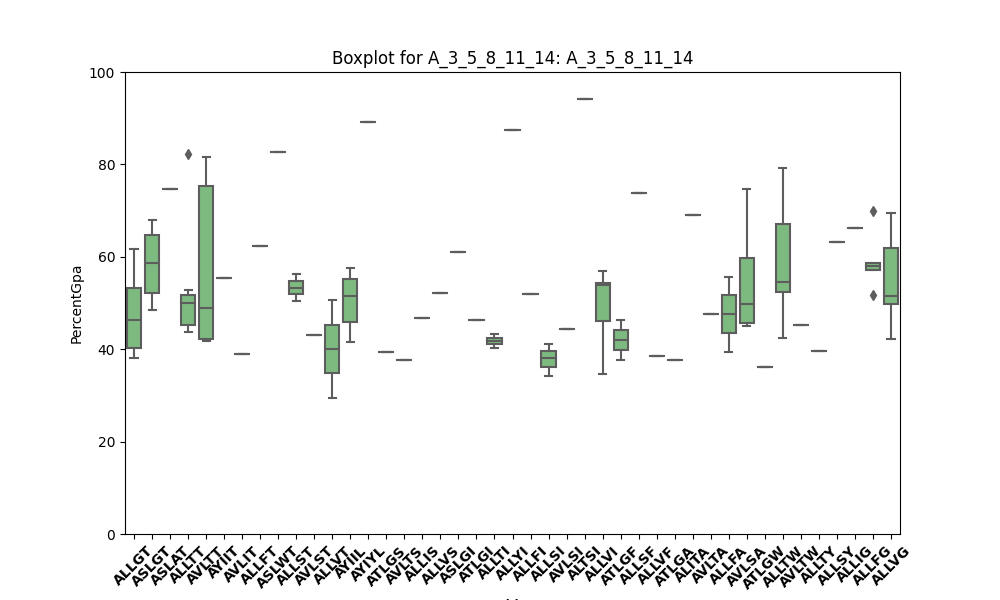 Boxplot for A_3_5_8_11_14: A_3_5_8_11_14
PercentGpa
100
80
60
40
20
0
ALLGT
ASLGT
ASLAT
ALLTT
AVLTT
AYIIT
AVLIT
ALLFT
ASLWT
ALLST
AVLST
ALLVT
AYIIL
AYIYL
ATLGS
AVLTS
ALLIS
ALLVS
ASLGI
ATLGI
ALLTI
ALLYI
ALLFI
ALLSI
AVLSI
ALTSI
ALLVI
ATLGF
ALLSF
ALLVF
ATLGA
ALITA
AVLTA
ALLFA
AVLSA
ATLGW
ALLTW
AVLTW
ALLTY
ALLSY
ALLIG
ALLFG
ALLVG